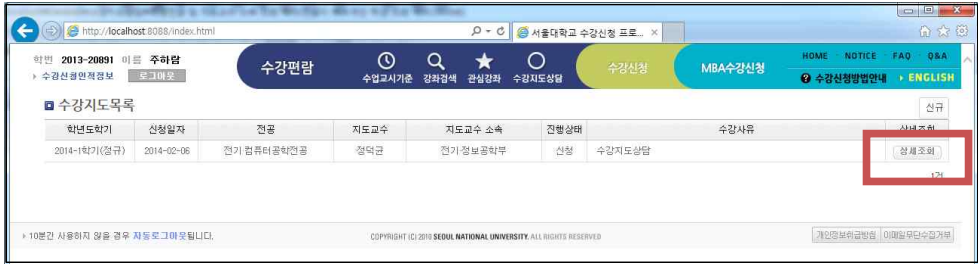 http://localhost:8088/index.html
서울대학교 수강신청 프로...
학번 2013-20891 이름 주하람
수강신청인적정보 로그아웃
수강편람
수업교시기준 강좌검색 관심강좌 수강지도상담
수강신청
MBA수강신청
HOME NOTICE FAQ Q&A
수강신청방법안내 ENGLISH
수강지도목록
신규
학년도학기 신청일자 전공 지도교수 지도교수 소속 진행상태 수강사유 상세조회
2014-1학기(정규) 2014-02-06 전기·컴퓨터공학전공 정덕균 전기·정보공학부 신청 수강지도상담 상세조회
1건
10분간 사용하지 않을 경우 자동로그아웃됩니다.
COPYRIGHT (C) 2010 SEOUL NATIONAL UNIVERSITY. ALL RIGHTS RESERVED
개인정보취급방침 이메일무단수집거부